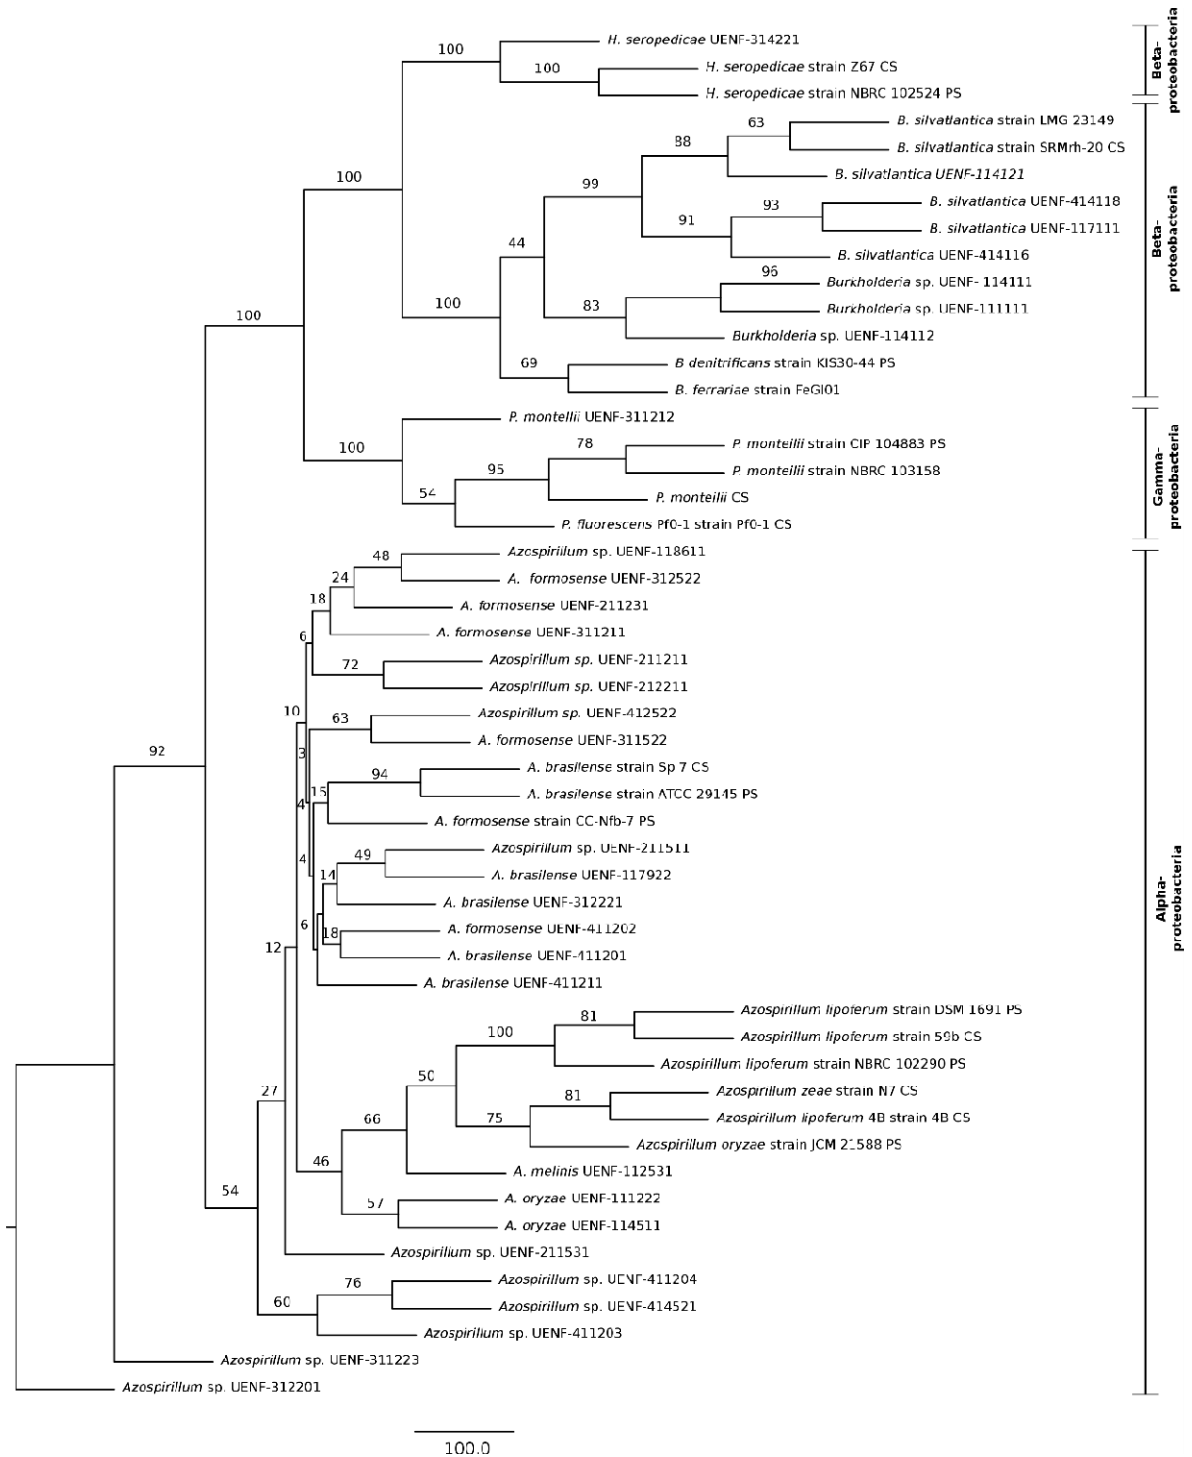 H. seropedicae UENF-314221
100
H. seropedicae strain Z67 CS
100
H. seropedicae strain NBRC 102524 PS
Beta-
proteobacteria
B. silvatlantica strain LMG 23149
63
B. silvatlantica strain SRMrh-20 CS
88
B. silvatlantica UENF-114121
100
99
B. silvatlantica UENF-414118
93
B. silvatlantica UENF-117111
91
B. silvatlantica UENF-414116
44
Burkholderia sp. UENF- 114111
96
Burkholderia sp. UENF-111111
83
100
Burkholderia sp. UENF-114112
100
B denitrificans strain KIS30-44 PS
69
B. ferrariae strain FeGl01
Beta-
proteobacteria
P. montellii UENF-311212
100
P. monteilii strain CIP 104883 PS
78
P. monteilii strain NBRC 103158
95
P. monteilii CS
54
P. fluorescens Pf0-1 strain Pf0-1 CS
Gamma-
proteobacteria
Azospirillum sp. UENF-118611
48
A. formosense UENF-312522
24
A. formosense UENF-211231
18
A. formosense UENF-311211
6
Azospirillum sp. UENF-211211
72
Azospirillum sp. UENF-212211
10
Azospirillum sp. UENF-412522
63
A. formosense UENF-311522
92
3
A. brasilense strain Sp 7 CS
94
A. brasilense strain ATCC 29145 PS
15
4
A. formosense strain CC-Nfb-7 PS
Azospirillum sp. UENF-211511
49
4
A. brasilense UENF-117922
14
A. brasilense UENF-312221
6
A. formosense UENF-411202
18
12
A. brasilense UENF-411201
A. brasilense UENF-411211
Azospirillum lipoferum strain DSM 1691 PS
81
Azospirillum lipoferum strain 59b CS
100
Azospirillum lipoferum strain NBRC 102290 PS
50
Azospirillum zeae strain N7 CS
27
81
Azospirillum lipoferum 4B strain 4B CS
66
75
Azospirillum oryzae strain JCM 21588 PS
46
A. melinis UENF-112531
54
A. oryzae UENF-111222
57
A. oryzae UENF-114511
Azospirillum sp. UENF-211531
Azospirillum sp. UENF-411204
76
Azospirillum sp. UENF-414521
60
Azospirillum sp. UENF-411203
Azospirillum sp. UENF-311223
Azospirillum sp. UENF-312201
Alpha-
proteobacteria
100.0